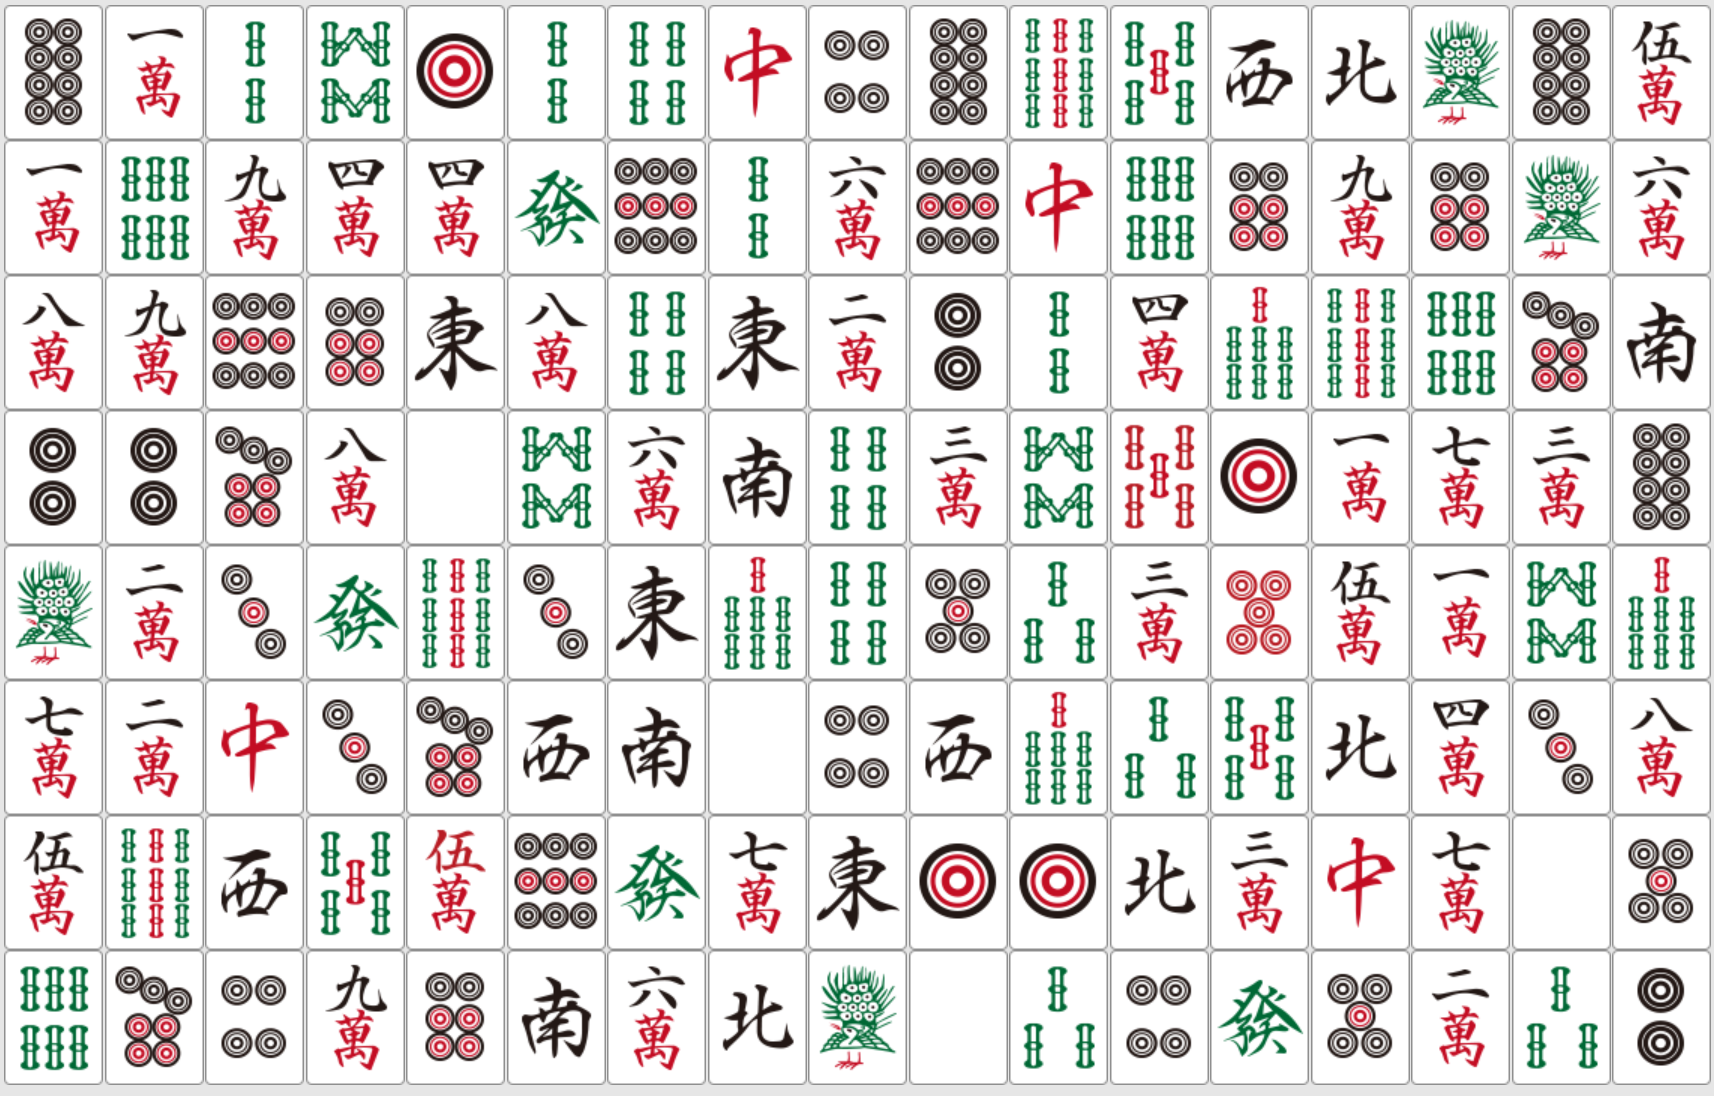 一萬 中 西 北 伍萬
一萬 九萬 四萬 四萬 發 六萬 中 九萬 六萬
八萬 九萬 東 八萬 東 二萬 四萬 南
八萬 六萬 南 三萬 一萬 七萬 三萬
二萬 發 東 三萬 伍萬 一萬
七萬 二萬 中 西 南 西 北 四萬 八萬
伍萬 西 伍萬 發 七萬 東 北 三萬 中 七萬
九萬 南 六萬 北 發 二萬